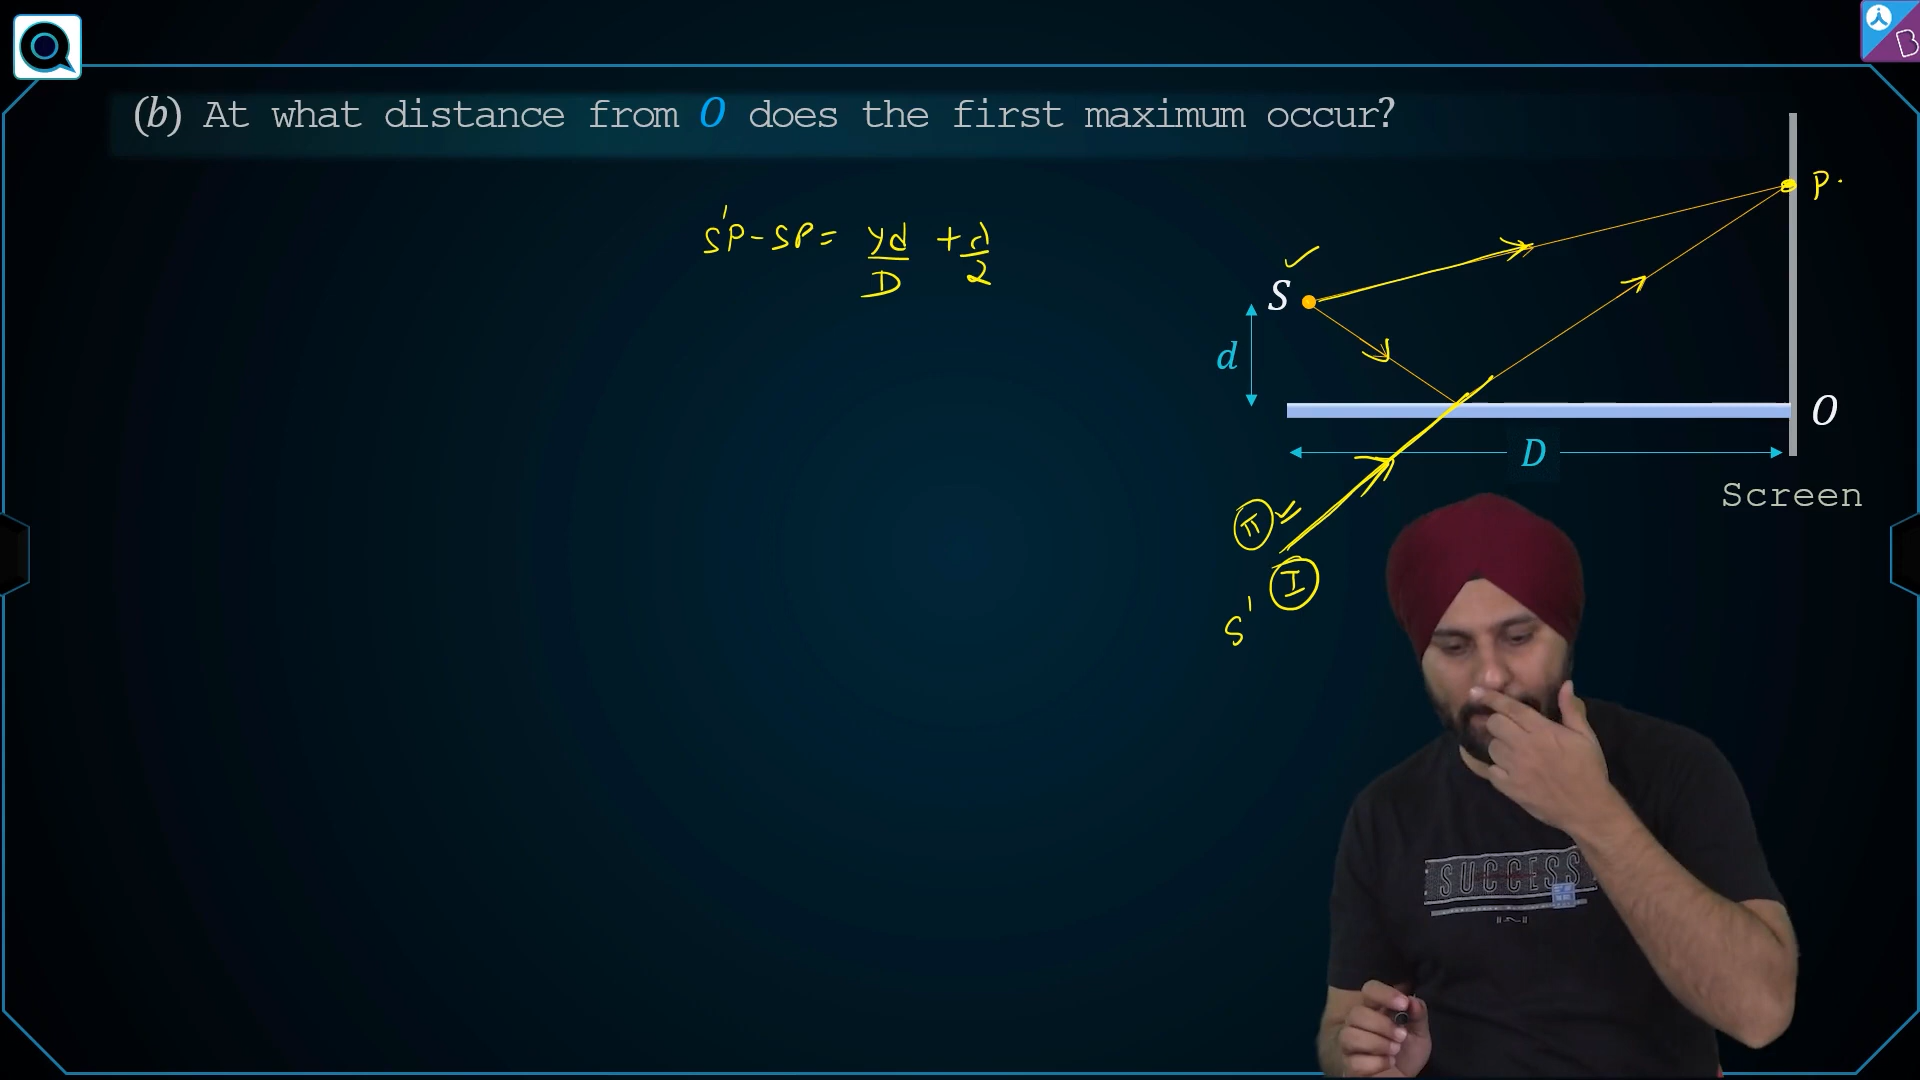 (b) At what distance from O does the first maximum occur?
S'P - SP = yd/D + λ/2
P.
S
d
O
D
Screen
π
I
S'
SUCCESS
B